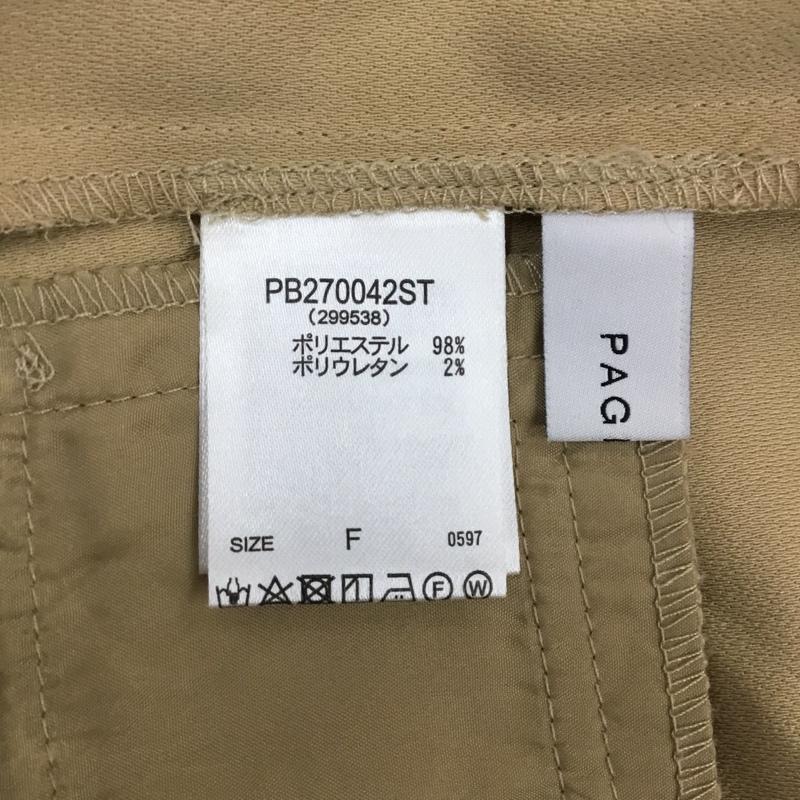 PB270042ST
(299538)
ポリエステル 98%
ポリウレタン 2%
SIZE F 0597
F W
PAG